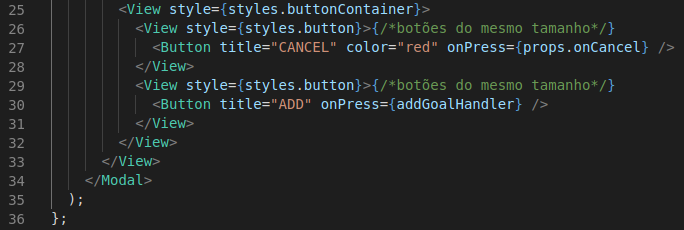 25 <View style={styles.buttonContainer}>
26 <View style={styles.button}>{/*botões do mesmo tamanho*/}
27 <Button title="CANCEL" color="red" onPress={props.onCancel} />
28 </View>
29 <View style={styles.button}>{/*botões do mesmo tamanho*/}
30 <Button title="ADD" onPress={addGoalHandler} />
31 </View>
32 </View>
33 </View>
34 </Modal>
35 );
36 };